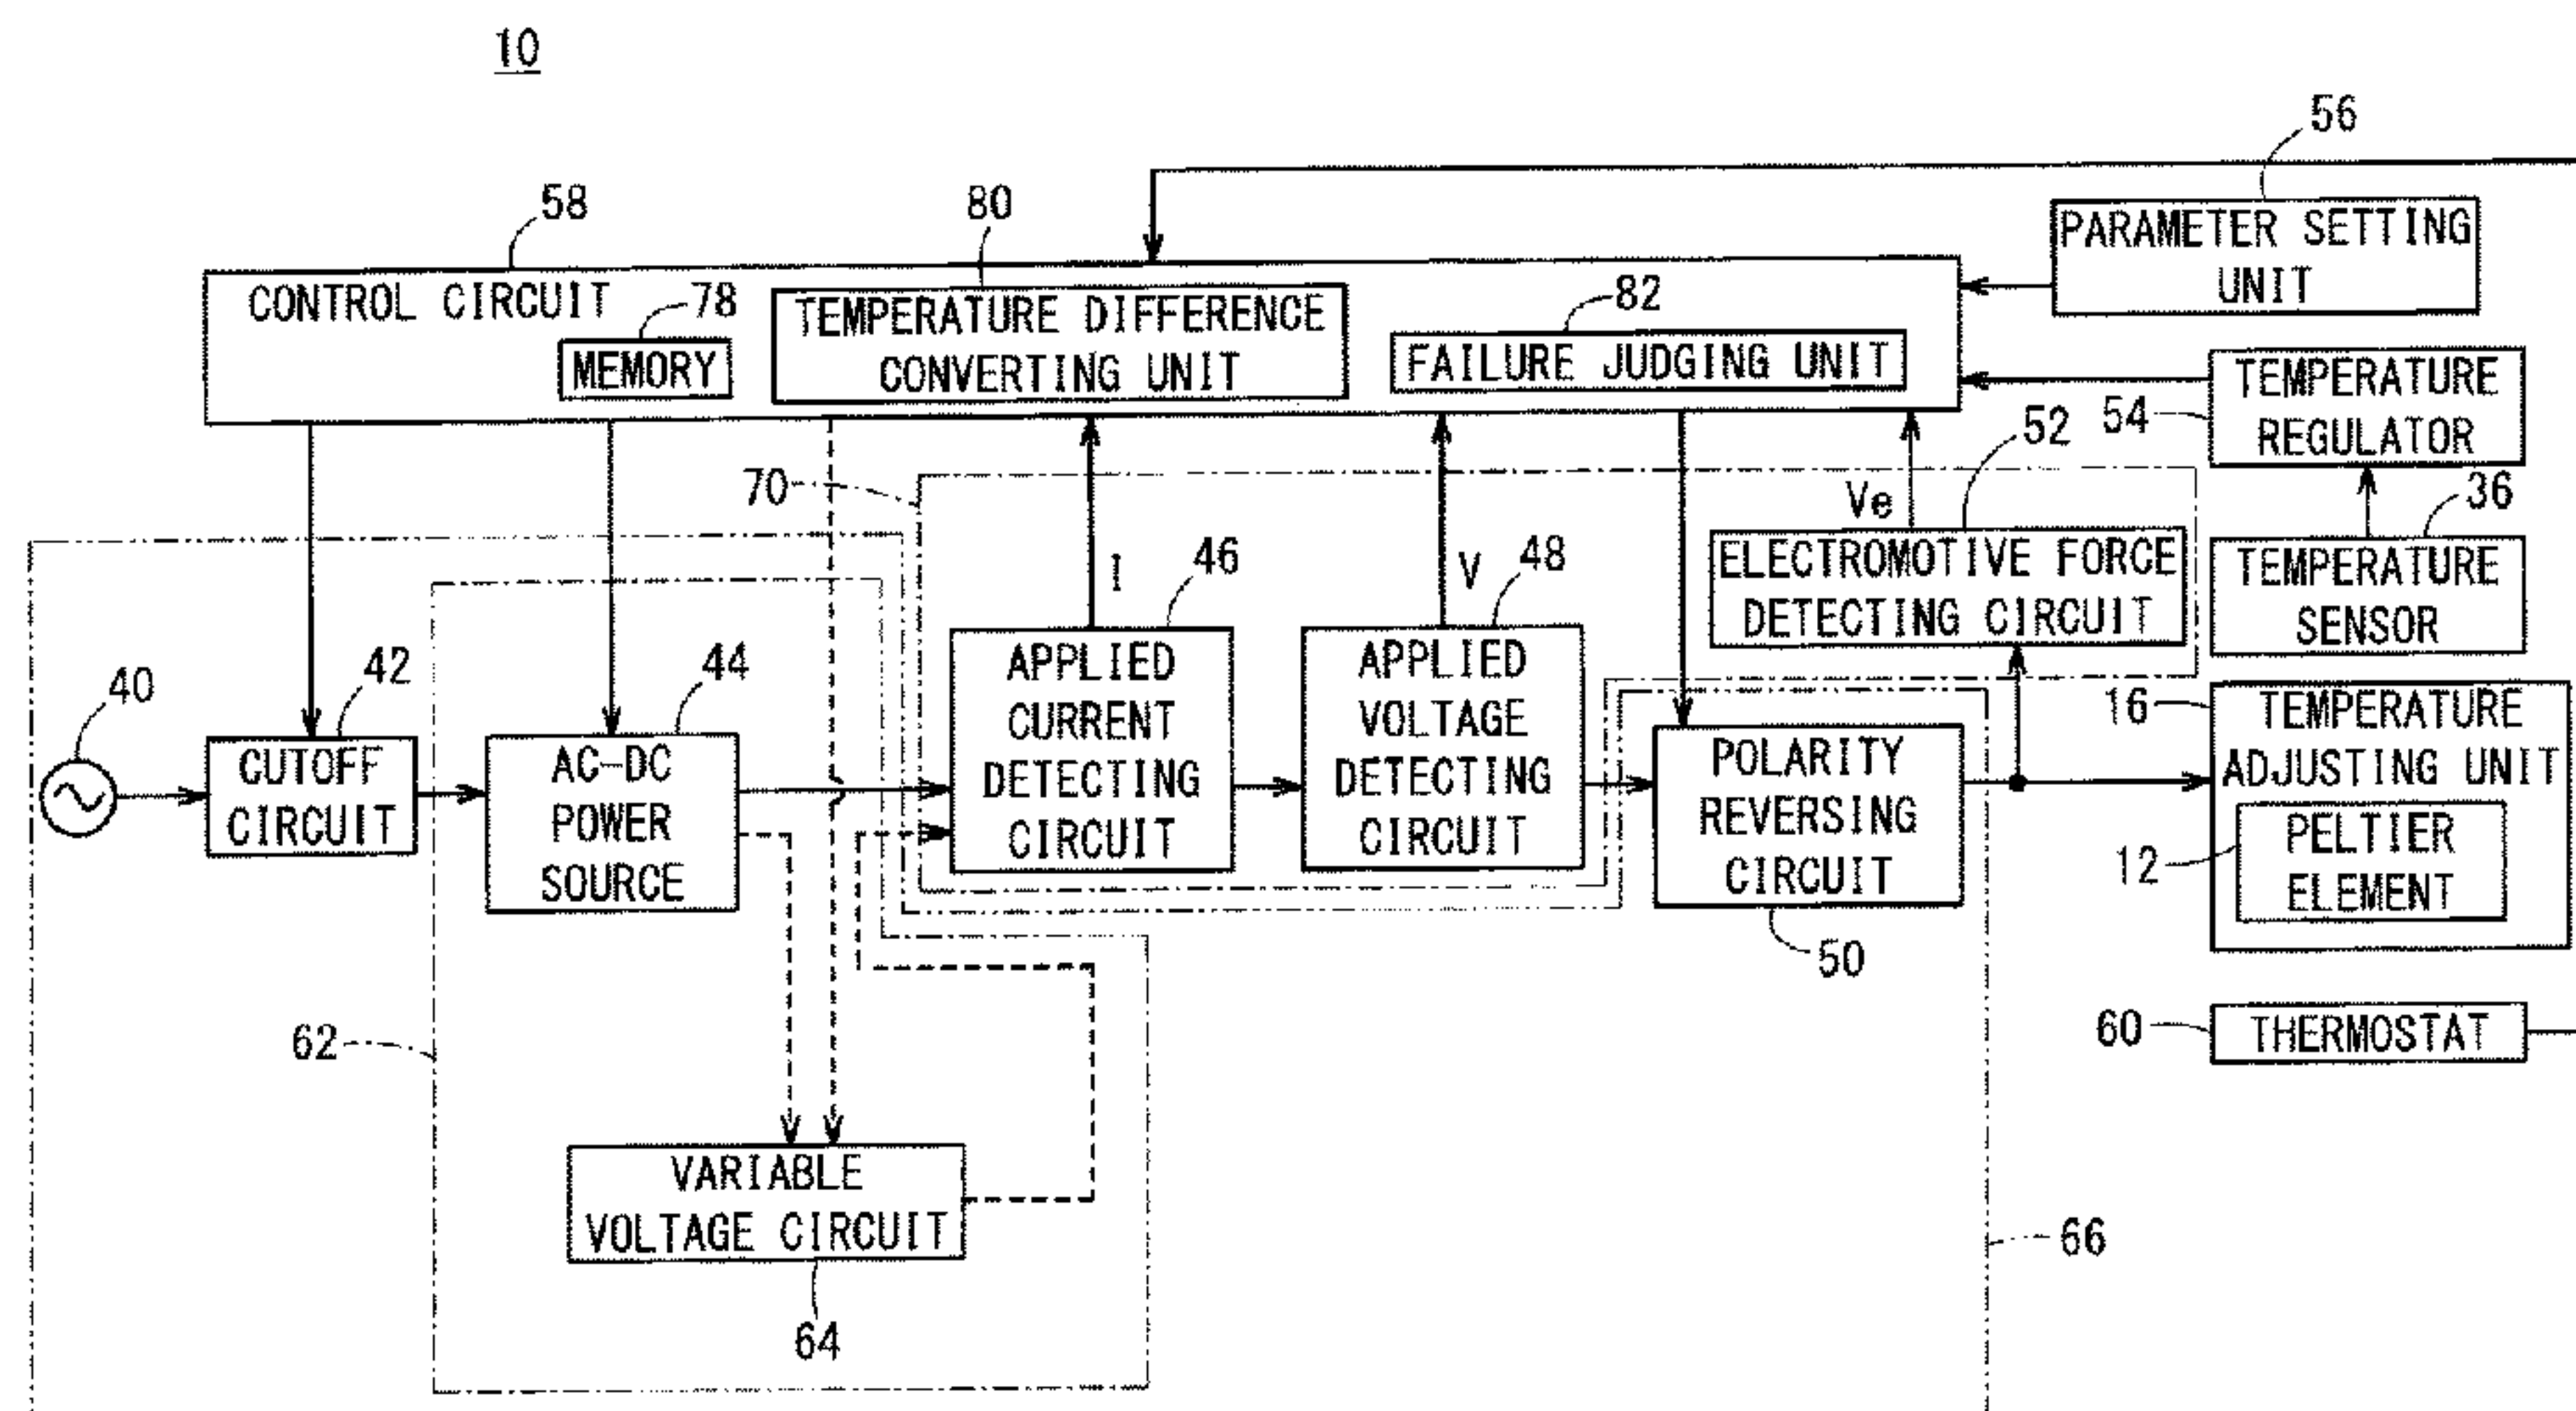 10
56
58
80
PARAMETER SETTING
UNIT
CONTROL CIRCUIT
78
MEMORY
TEMPERATURE DIFFERENCE
CONVERTING UNIT
82
FAILURE JUDGING UNIT
54
TEMPERATURE
REGULATOR
70
52
Ve
36
I
46
V
48
ELECTROMOTIVE FORCE
DETECTING CIRCUIT
TEMPERATURE
SENSOR
40
42
44
CUTOFF
CIRCUIT
AC-DC
POWER
SOURCE
APPLIED
CURRENT
DETECTING
CIRCUIT
APPLIED
VOLTAGE
DETECTING
CIRCUIT
POLARITY
REVERSING
CIRCUIT
50
16
TEMPERATURE
ADJUSTING UNIT
12
PELTIER
ELEMENT
62
60
THERMOSTAT
VARIABLE
VOLTAGE CIRCUIT
64
66